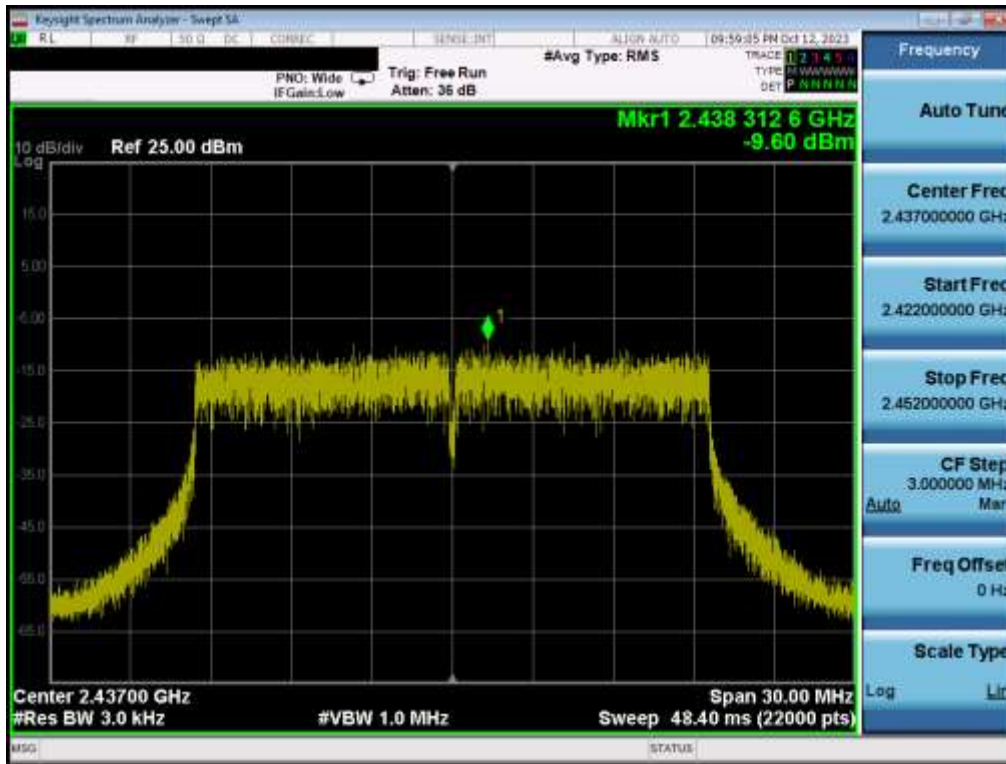 Keysight Spectrum Analyzer - Swept SA
RL RF 50 Ω DC CORREC SENSE:INT ALIGN AUTO 09:59:05 PM Oct 12, 2023
#Avg Type: RMS
TRACE 1 2 3 4 5 6
PNO: Wide Trig: Free Run
TYPE M WWWWW
IFGain:Low Atten: 36 dB
DET P N N N N N
Mkr1 2.438 312 6 GHz
-9.60 dBm
10 dB/div Ref 25.00 dBm
Log
15.0
5.00
-5.00
1
-15.0
-25.0
-35.0
-45.0
-55.0
-65.0
Center 2.43700 GHz Span 30.00 MHz
#Res BW 3.0 kHz #VBW 1.0 MHz Sweep 48.40 ms (22000 pts)
MSG STATUS
Frequency
Auto Tune
Center Freq
2.437000000 GHz
Start Freq
2.422000000 GHz
Stop Freq
2.452000000 GHz
CF Step
3.000000 MHz
Auto Man
Freq Offset
0 Hz
Scale Type
Log Lin